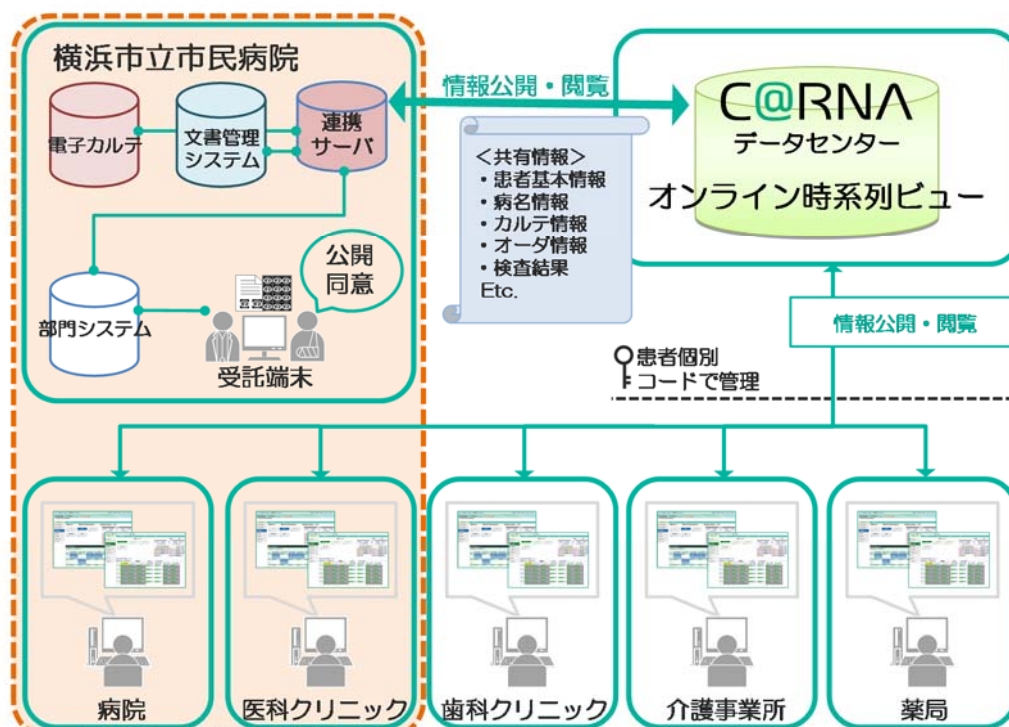 横浜市立市民病院
電子カルテ
文書管理
システム
連携
サーバ
部門システム
公開
同意
受託端末
情報公開・閲覧
＜共有情報＞
・患者基本情報
・病名情報
・カルテ情報
・オーダ情報
・検査結果
Etc.
C@RNA
データセンター
オンライン時系列ビュー
情報公開・閲覧
患者個別
コードで管理
病院
医科クリニック
歯科クリニック
介護事業所
薬局